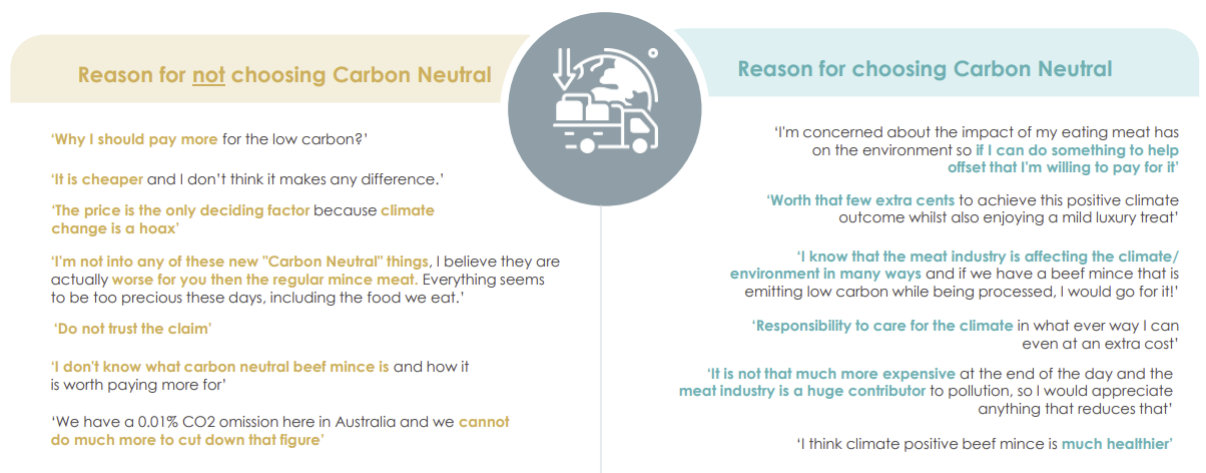 Reason for not choosing Carbon Neutral
'Why I should pay more for the low carbon?'
'It is cheaper and I don't think it makes any difference.'
'The price is the only deciding factor because climate
change is a hoax'
'I'm not into any of these new "Carbon Neutral" things, I believe they are
actually worse for you then the regular mince meat. Everything seems
to be too precious these days, including the food we eat.'
'Do not trust the claim'
'I don't know what carbon neutral beef mince is and how it
is worth paying more for'
'We have a 0.01% CO2 omission here in Australia and we cannot
do much more to cut down that figure'
Reason for choosing Carbon Neutral
'I'm concerned about the impact of my eating meat has
on the environment so if I can do something to help
offset that I'm willing to pay for it'
'Worth that few extra cents to achieve this positive climate
outcome whilst also enjoying a mild luxury treat'
'I know that the meat industry is affecting the climate/
environment in many ways and if we have a beef mince that is
emitting low carbon while being processed, I would go for it!'
'Responsibility to care for the climate in what ever way I can
even at an extra cost'
'It is not that much more expensive at the end of the day and the
meat industry is a huge contributor to pollution, so I would appreciate
anything that reduces that'
'I think climate positive beef mince is much healthier'